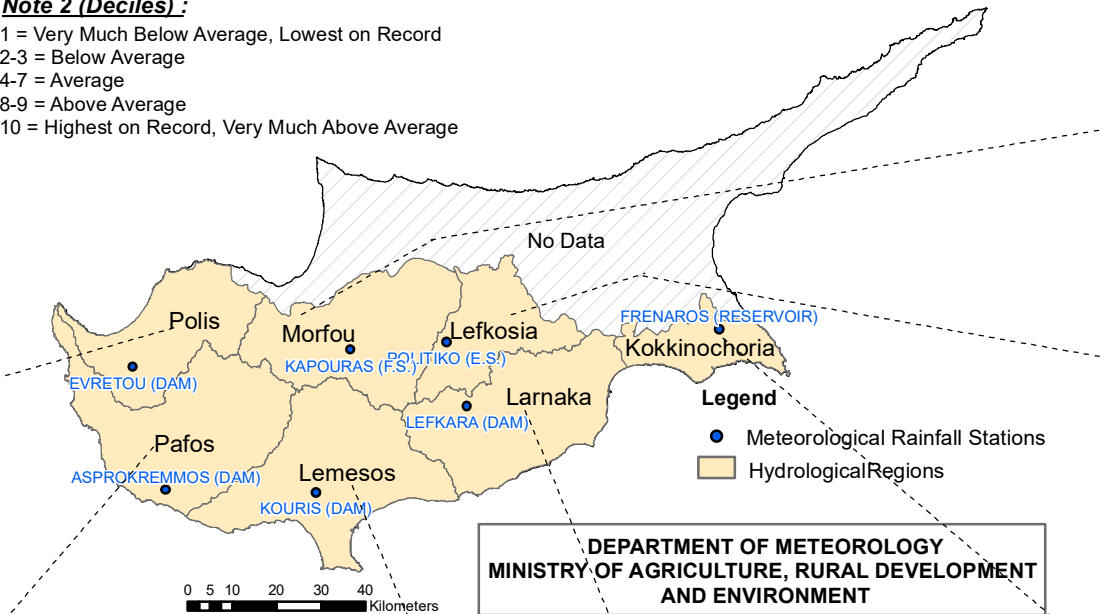 Note 2 (Deciles) :
1 = Very Much Below Average, Lowest on Record
2-3 = Below Average
4-7 = Average
8-9 = Above Average
10 = Highest on Record, Very Much Above Average
No Data
Polis
Morfou
Lefkosia
FRENAROS (RESERVOIR)
Kokkinochoria
KAPOURAS (F.S.)
POLITIKO (E.S.)
EVRETOU (DAM)
Larnaka
LEFKARA (DAM)
Pafos
ASPROKREMMOS (DAM)
Lemesos
KOURIS (DAM)
Legend
Meteorological Rainfall Stations
HydrologicalRegions
0 5 10 20 30 40
Kilometers
DEPARTMENT OF METEOROLOGY
MINISTRY OF AGRICULTURE, RURAL DEVELOPMENT
AND ENVIRONMENT